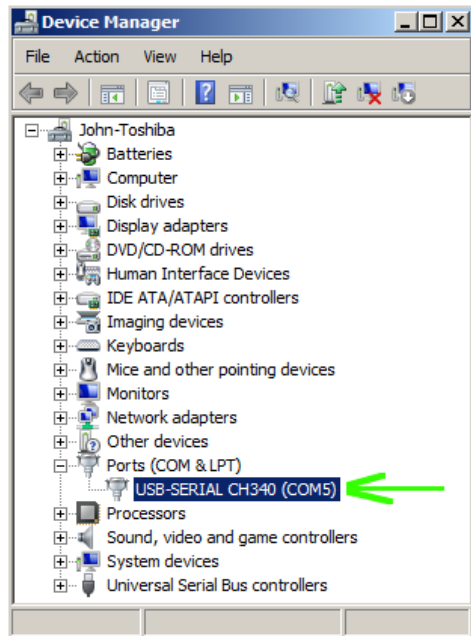 Device Manager
File Action View Help
John-Toshiba
Batteries
Computer
Disk drives
Display adapters
DVD/CD-ROM drives
Human Interface Devices
IDE ATA/ATAPI controllers
Imaging devices
Keyboards
Mice and other pointing devices
Monitors
Network adapters
Other devices
Ports (COM & LPT)
USB-SERIAL CH340 (COM5)
Processors
Sound, video and game controllers
System devices
Universal Serial Bus controllers